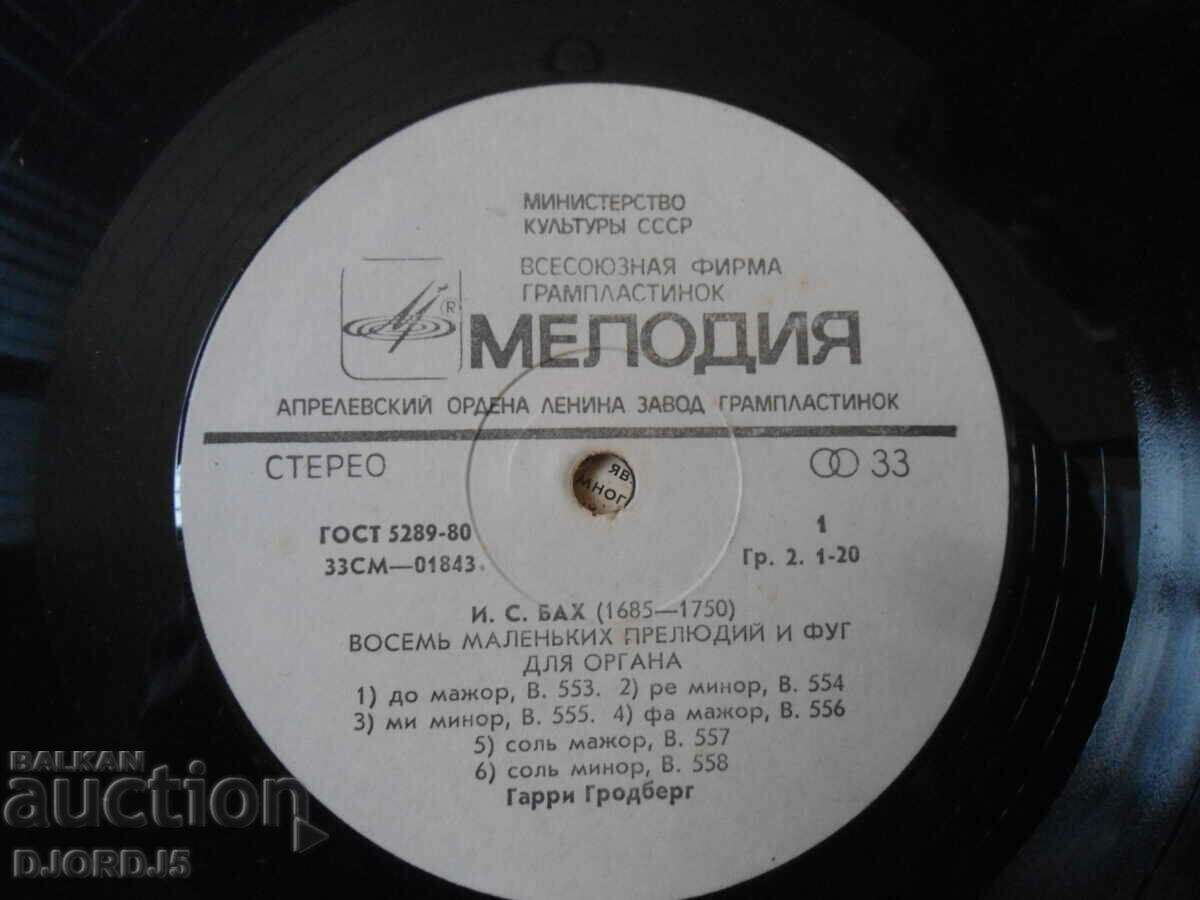 МИНИСТЕРСТВО
КУЛЬТУРЫ СССР
ВСЕСОЮЗНАЯ ФИРМА
ГРАМПЛАСТИНОК
®
МЕЛОДИЯ
АПРЕЛЕВСКИЙ ОРДЕНА ЛЕНИНА ЗАВОД ГРАМПЛАСТИНОК
СТЕРЕО 33
ЯВ.
МНОГ
ГОСТ 5289-80 1
33СМ—01843 Гр. 2. 1-20
И. С. БАХ (1685—1750)
ВОСЕМЬ МАЛЕНЬКИХ ПРЕЛЮДИЙ И ФУГ
ДЛЯ ОРГАНА
1) до мажор, В. 553. 2) ре минор, В. 554
3) ми минор, В. 555. 4) фа мажор, В. 556
5) соль мажор, В. 557
6) соль минор, В. 558
Гарри Гродберг
BALKAN
auction
DJORDJ5